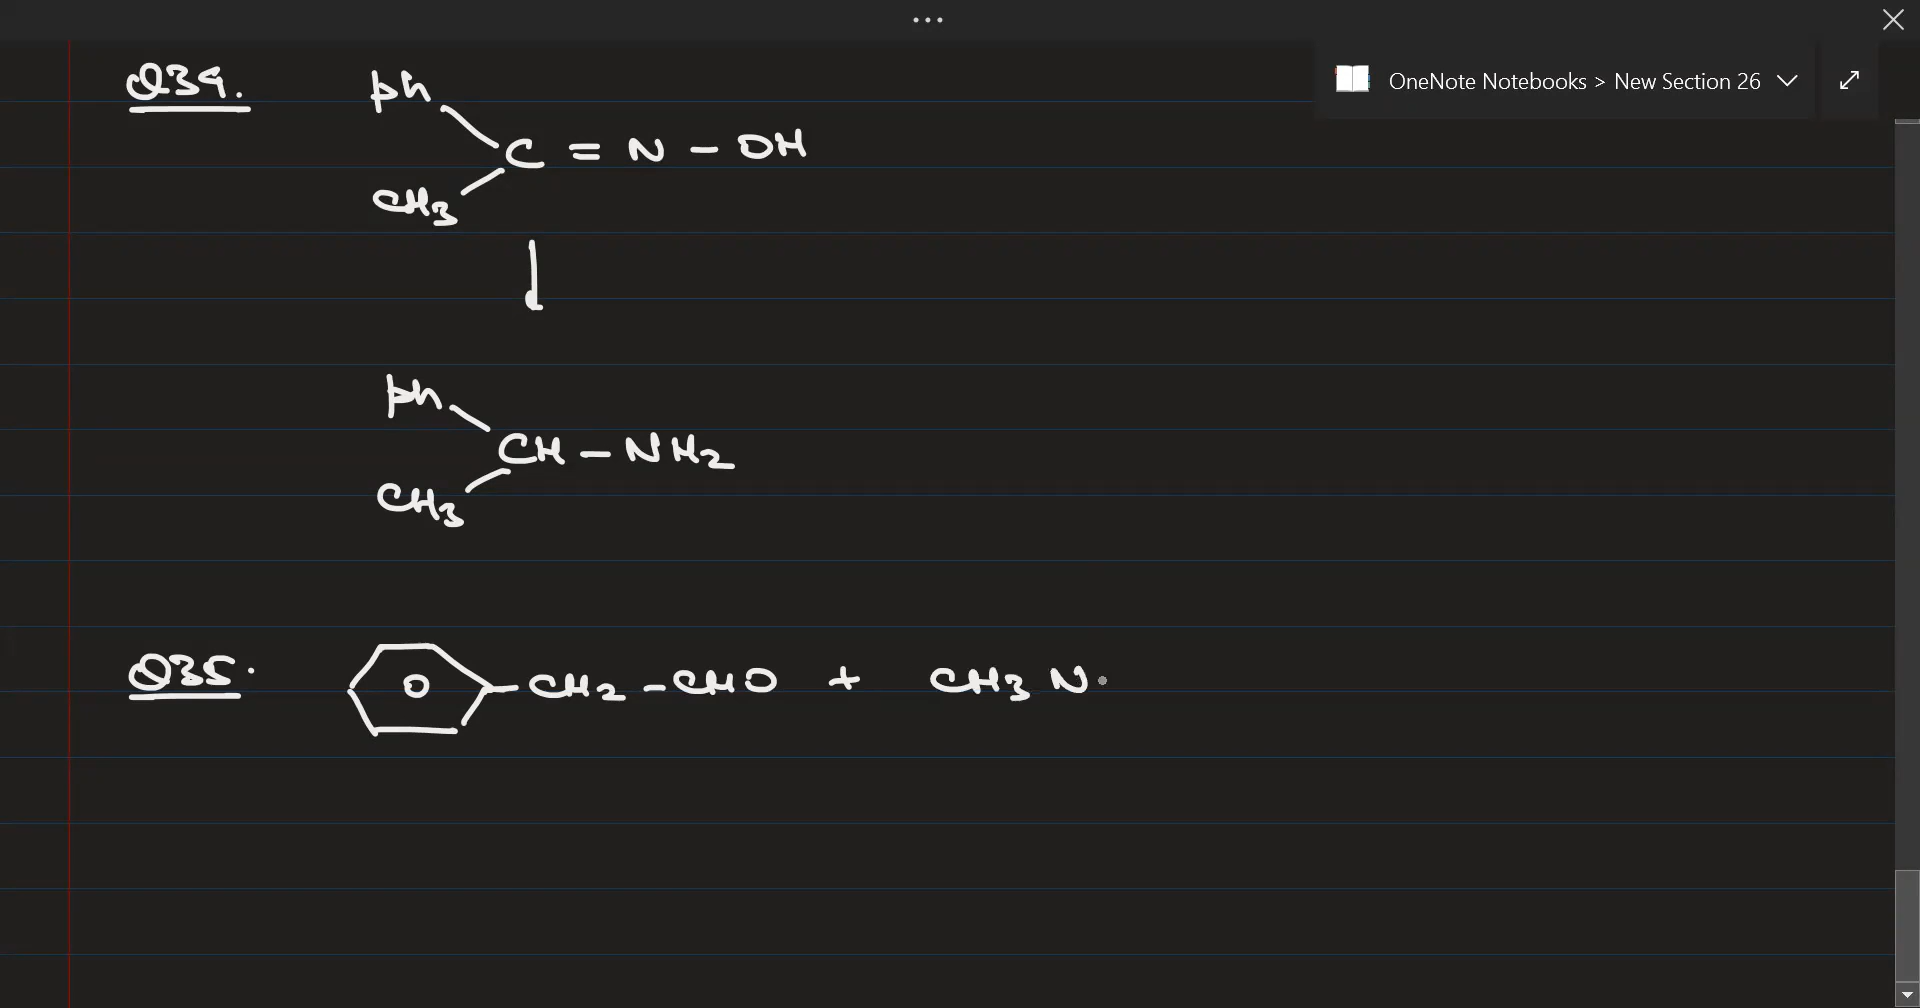 ...
OneNote Notebooks > New Section 26
Q34. Ph
C = N - OH
CH3
Ph
CH - NH2
CH3
Q35. -CH2 -CHO + CH3 N